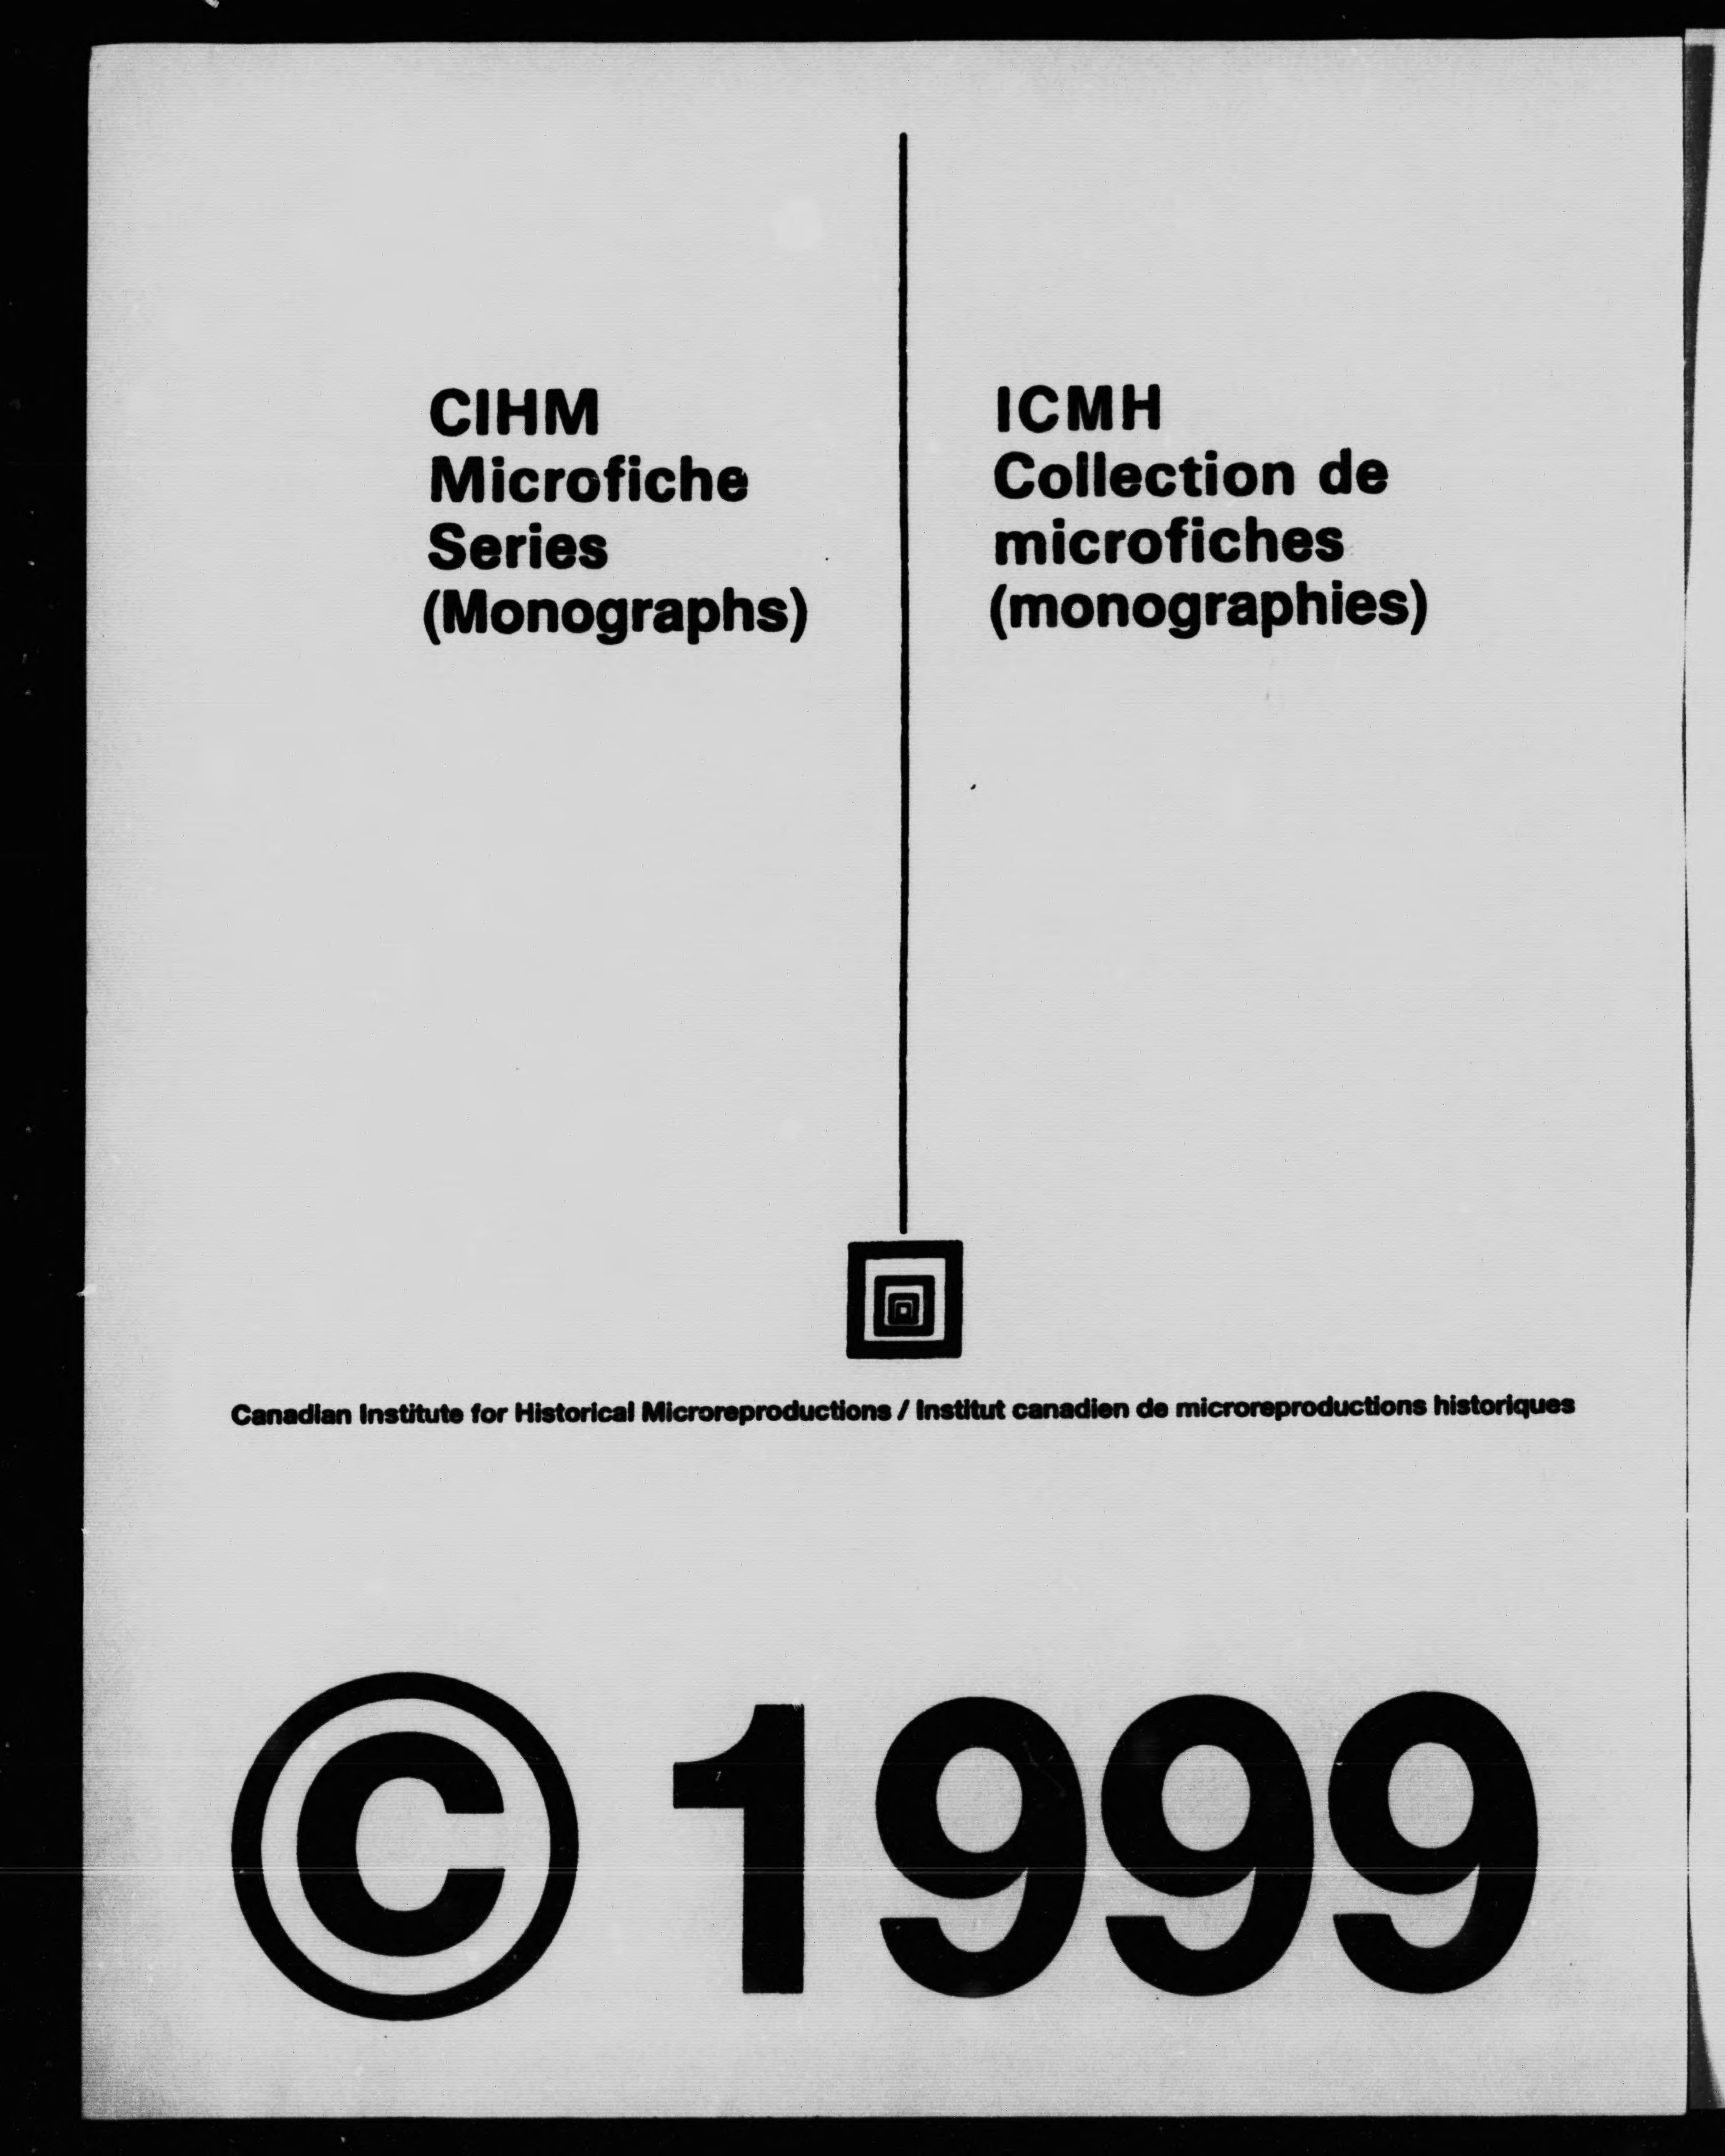 CIHM
Microfiche
Series
(Monographs)
ICMH
Collection de
microfiches
(monographies)
Canadian Institute for Historical Microreproductions / Institut canadien de microreproductions historiques
© 1999